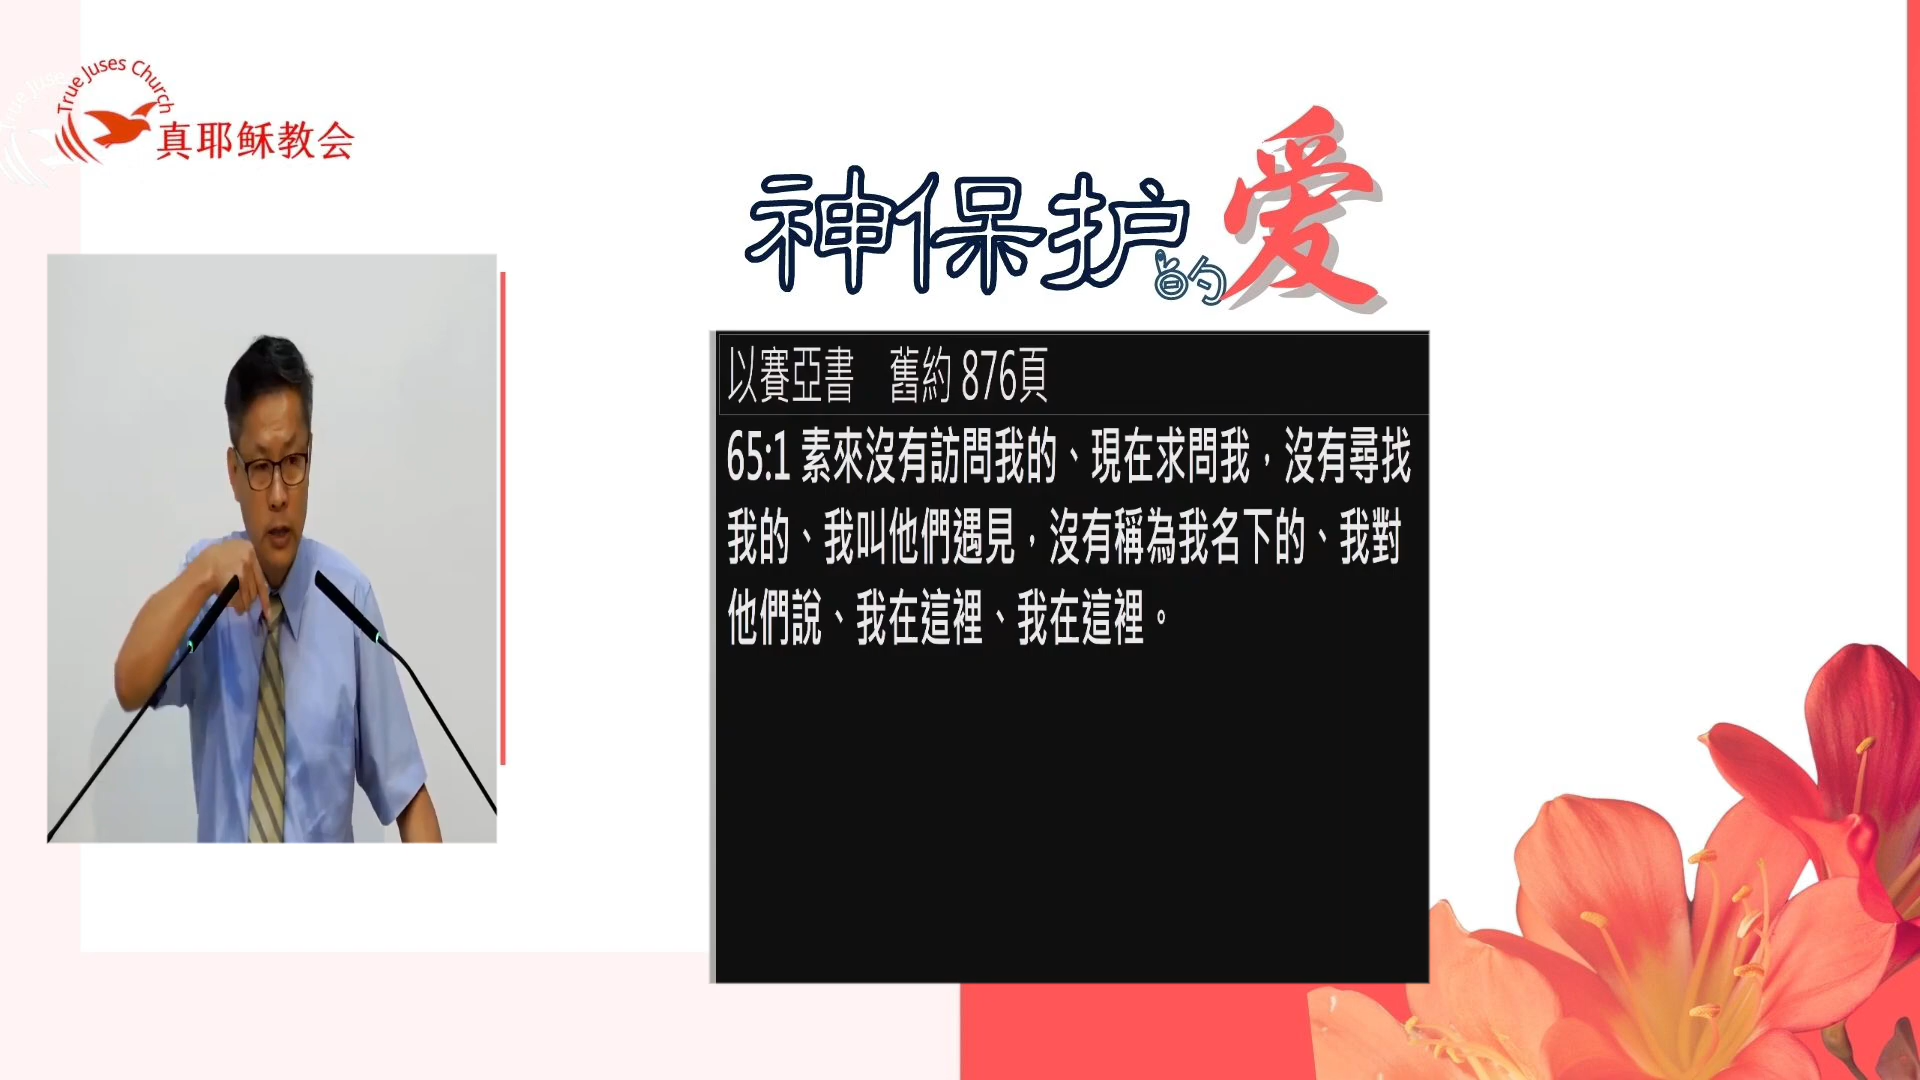 True Juses Church
真耶稣教会
神保护的爱
以賽亞書　舊約 876頁
65:1 素來沒有訪問我的、現在求問我，沒有尋找
我的、我叫他們遇見，沒有稱為我名下的、我對
他們說、我在這裡、我在這裡。